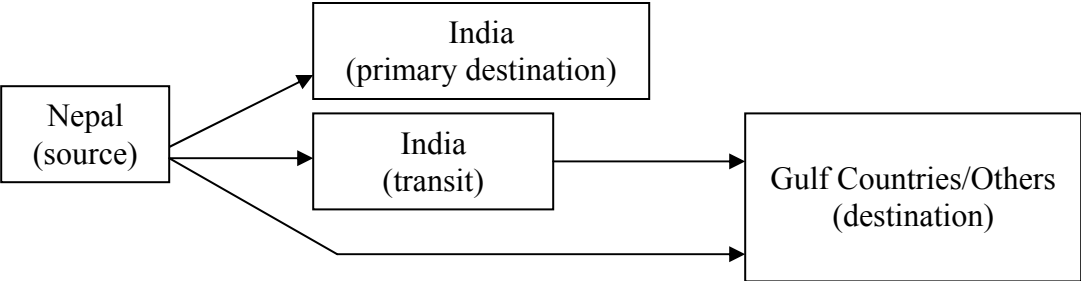 India
(primary destination)
Nepal
(source)
India
(transit)
Gulf Countries/Others
(destination)